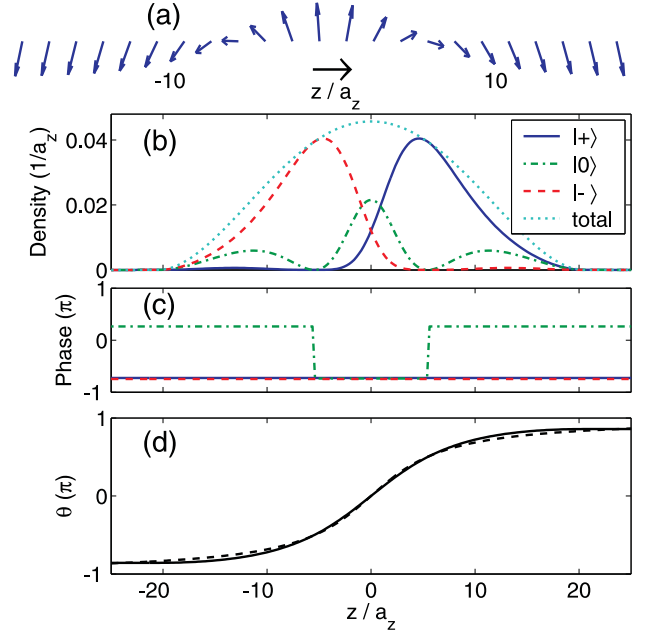 (a)
-10 10
z / a_z
(b)
Density (1/a_z)
0.04
0.02
0
|+⟩
|0⟩
|-⟩
total
(c)
Phase (π)
1
0
-1
(d)
θ (π)
1
0
-1
-20 -10 0 10 20
z / a_z